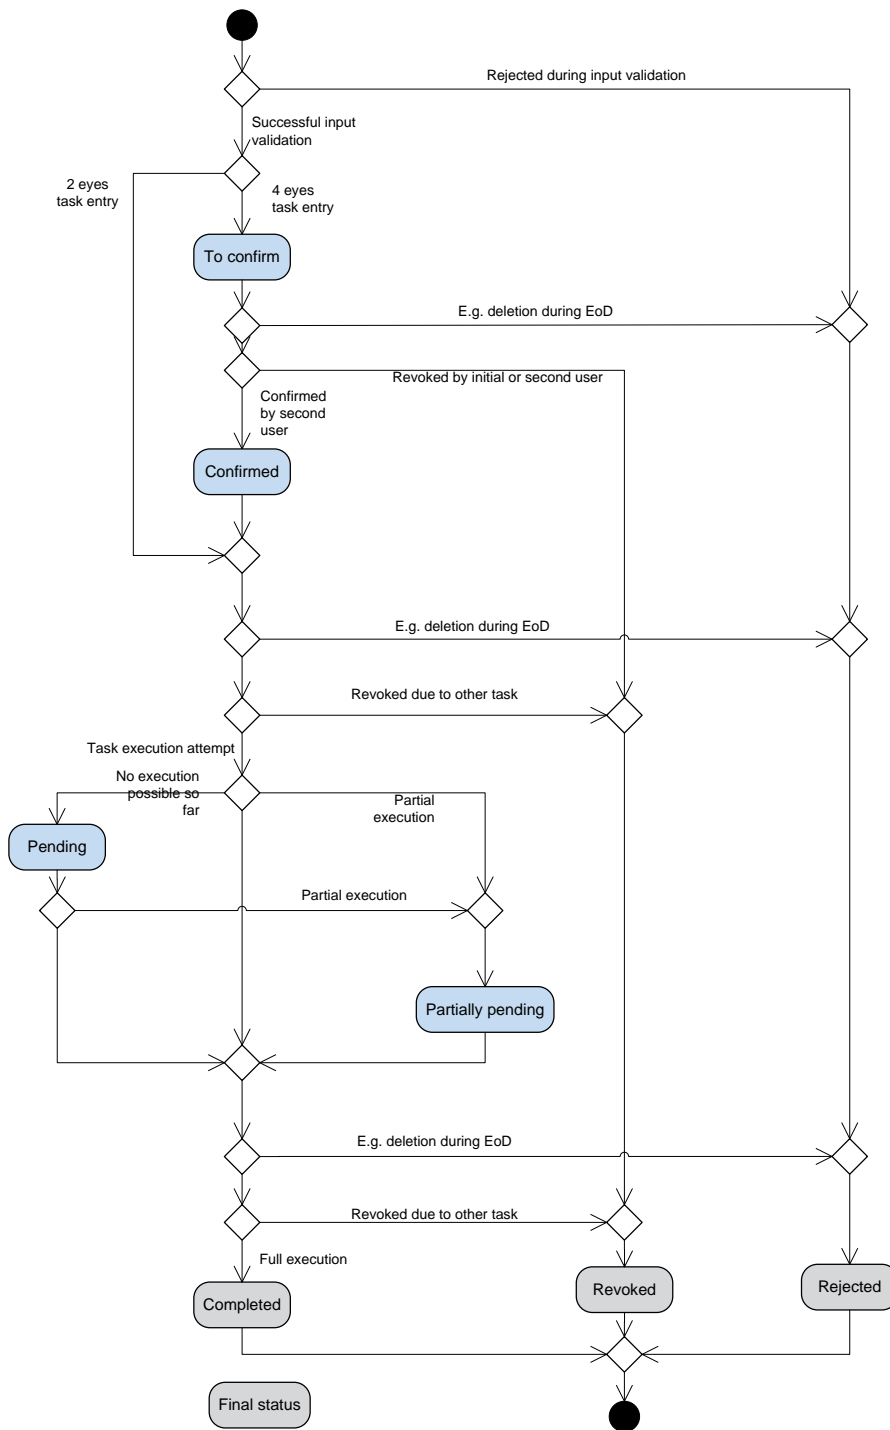 Rejected during input validation
Successful input
validation
2 eyes
task entry
4 eyes
task entry
To confirm
E.g. deletion during EoD
Revoked by initial or second user
Confirmed
by second
user
Confirmed
E.g. deletion during EoD
Revoked due to other task
Task execution attempt
No execution
possible so
far
Partial
execution
Pending
Partial execution
Partially pending
E.g. deletion during EoD
Revoked due to other task
Full execution
Completed
Revoked
Rejected
Final status